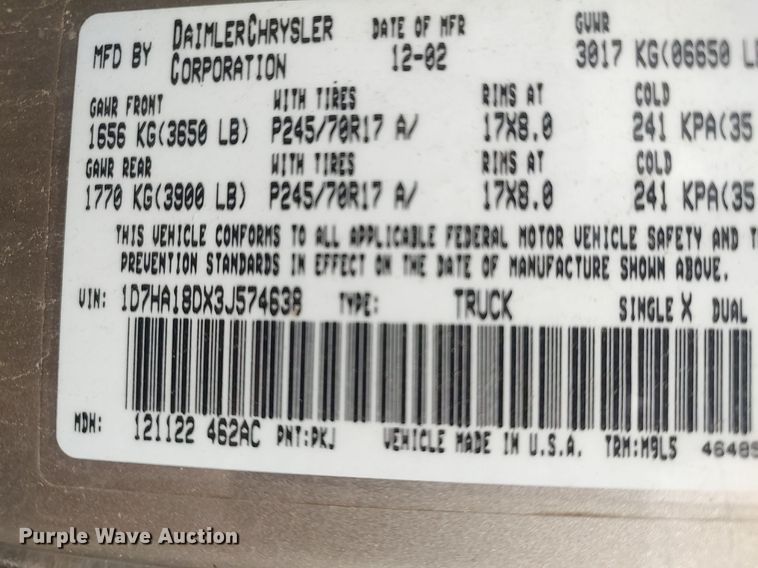 MFD BY DAIMLERCHRYSLER CORPORATION DATE OF MFR 12-02 GVWR 3017 KG(06650 L
GAWR FRONT WITH TIRES RIMS AT COLD
1656 KG(3650 LB) P245/70R17 A/ 17X8.0 241 KPA(35
GAWR REAR WITH TIRES RIMS AT COLD
1770 KG(3900 LB) P245/70R17 A/ 17X8.0 241 KPA(35
THIS VEHICLE CONFORMS TO ALL APPLICABLE FEDERAL MOTOR VEHICLE SAFETY AND T
PREVENTION STANDARDS IN EFFECT ON THE DATE OF MANUFACTURE SHOWN ABOVE.
VIN: 1D7HA18DX3J574638 TYPE: TRUCK SINGLE X DUAL
MDH: 121122 462AC PNT:PKJ VEHICLE MADE IN U.S.A. TRM:M9L5 46485
Purple Wave Auction